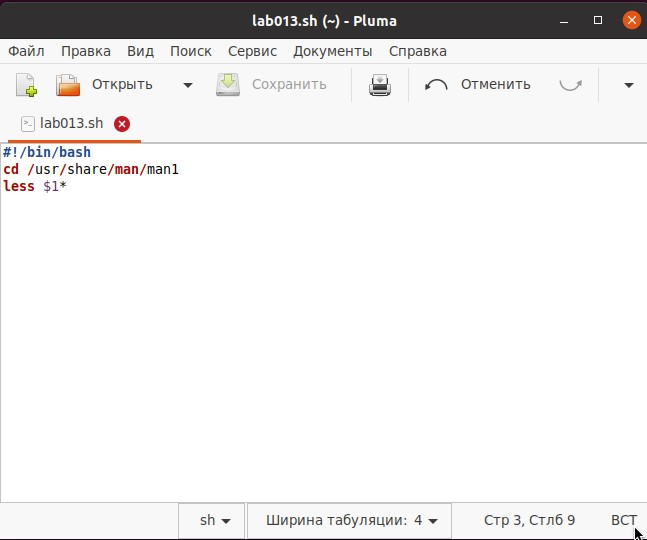 lab013.sh (~) - Pluma
Файл Правка Вид Поиск Сервис Документы Справка
Открыть Сохранить Отменить
lab013.sh
#!/bin/bash
cd /usr/share/man/man1
less $1*
sh Ширина табуляции: 4 Стр 3, Стлб 9 ВСТ